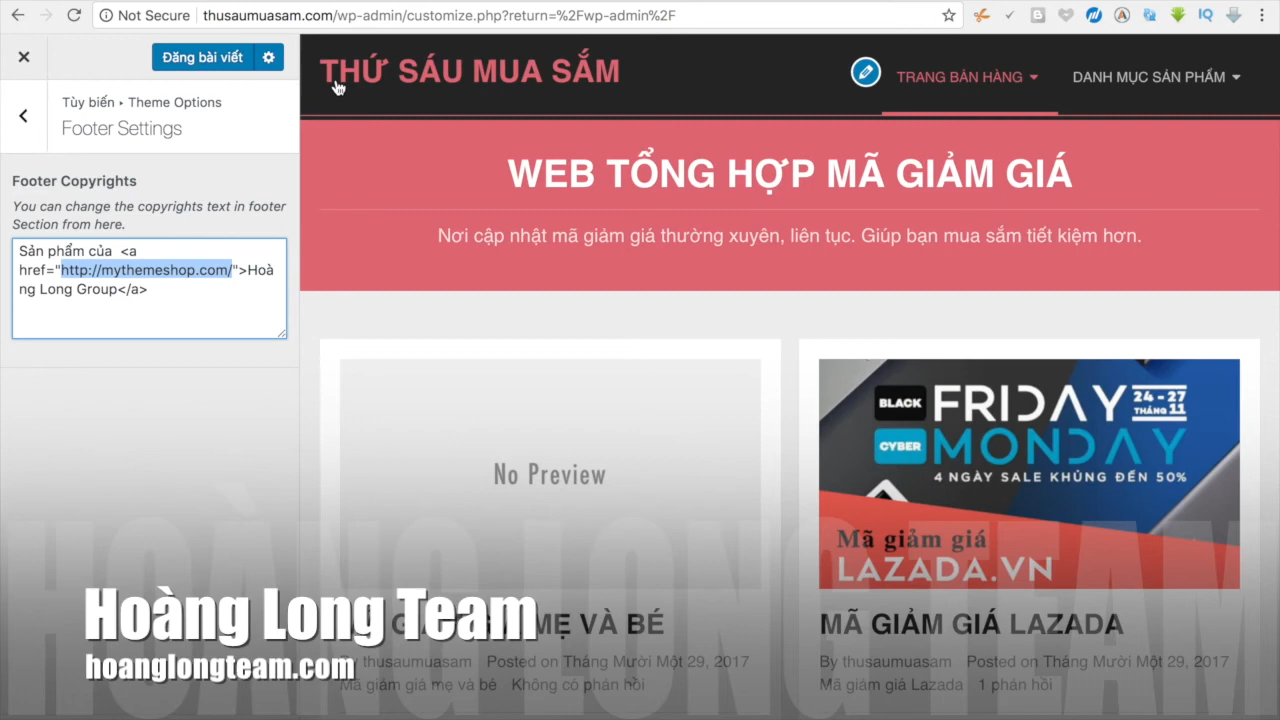 Not Secure thusaumuasam.com/wp-admin/customize.php?return=%2Fwp-admin%2F
IQ
Đăng bài viết
Tùy biến ▸ Theme Options
Footer Settings
Footer Copyrights
You can change the copyrights text in footer
Section from here.
Sản phẩm của <a
href="http://mythemeshop.com/">Hoà
ng Long Group</a>
THỨ SÁU MUA SẮM
TRANG BÁN HÀNG
DANH MỤC SẢN PHẨM
WEB TỔNG HỢP MÃ GIẢM GIÁ
Nơi cập nhật mã giảm giá thường xuyên, liên tục. Giúp bạn mua sắm tiết kiệm hơn.
No Preview
BLACK FRIDAY 24 - 27
THÁNG 11
CYBER MONDAY
4 NGÀY SALE KHỦNG ĐẾN 50%
Mã giảm giá
LAZADA.VN
MẸ VÀ BÉ
By thusaumuasam Posted on Tháng Mười Một 29, 2017
Mã giảm giá mẹ và bé Không có phản hồi
MÃ GIẢM GIÁ LAZADA
By thusaumuasam Posted on Tháng Mười Một 29, 2017
Mã giảm giá Lazada 1 phản hồi
HOÀNG LONG TEAM
Hoàng Long Team
hoanglongteam.com